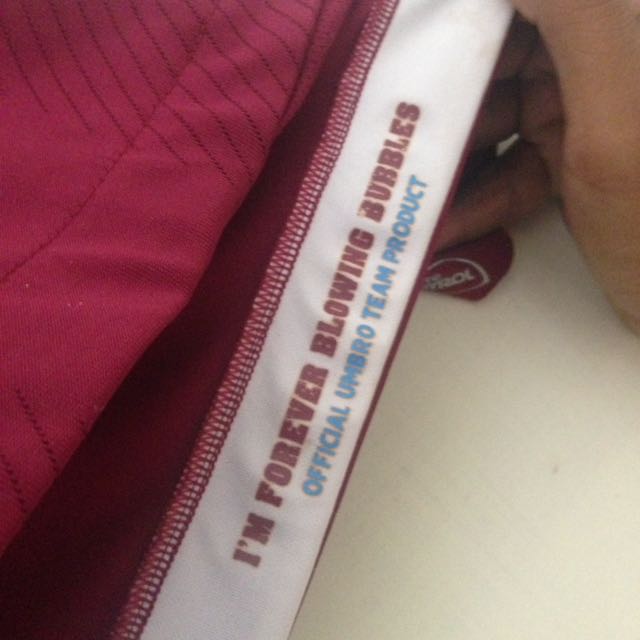 I'M FOREVER BLOWING BUBBLES
OFFICIAL UMBRO TEAM PRODUCT